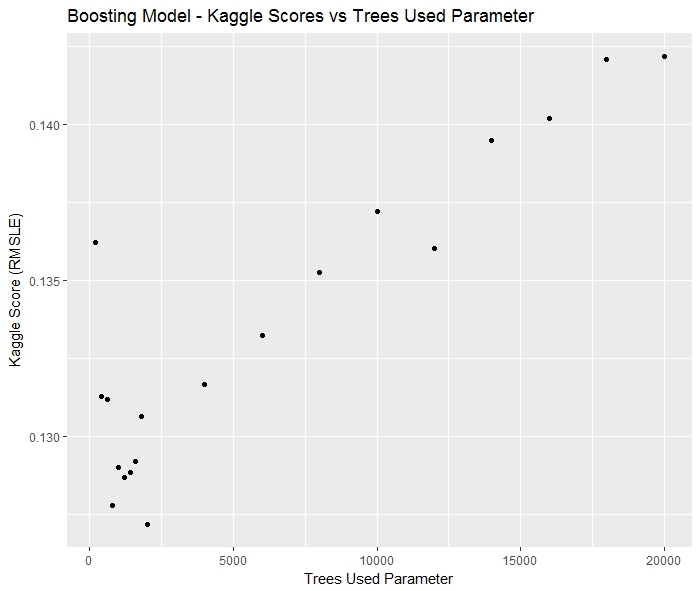 Boosting Model - Kaggle Scores vs Trees Used Parameter
Kaggle Score (RMSLE)
0.140
0.135
0.130
0
5000
10000
15000
20000
Trees Used Parameter